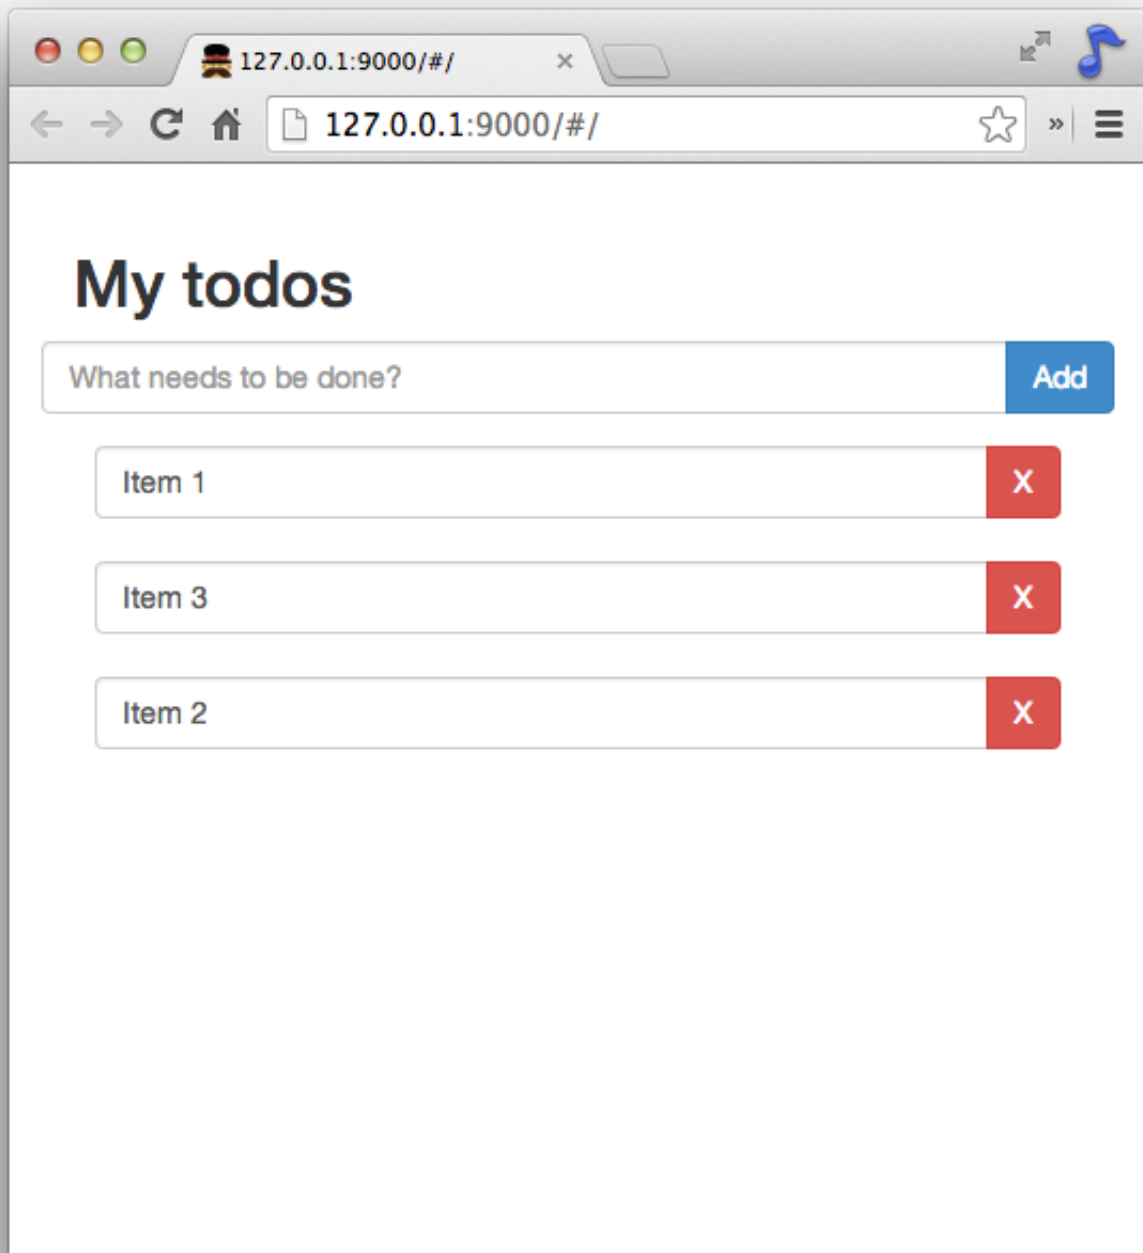 127.0.0.1:9000/#/
127.0.0.1:9000/#/
My todos
What needs to be done?
Add
Item 1
X
Item 3
X
Item 2
X